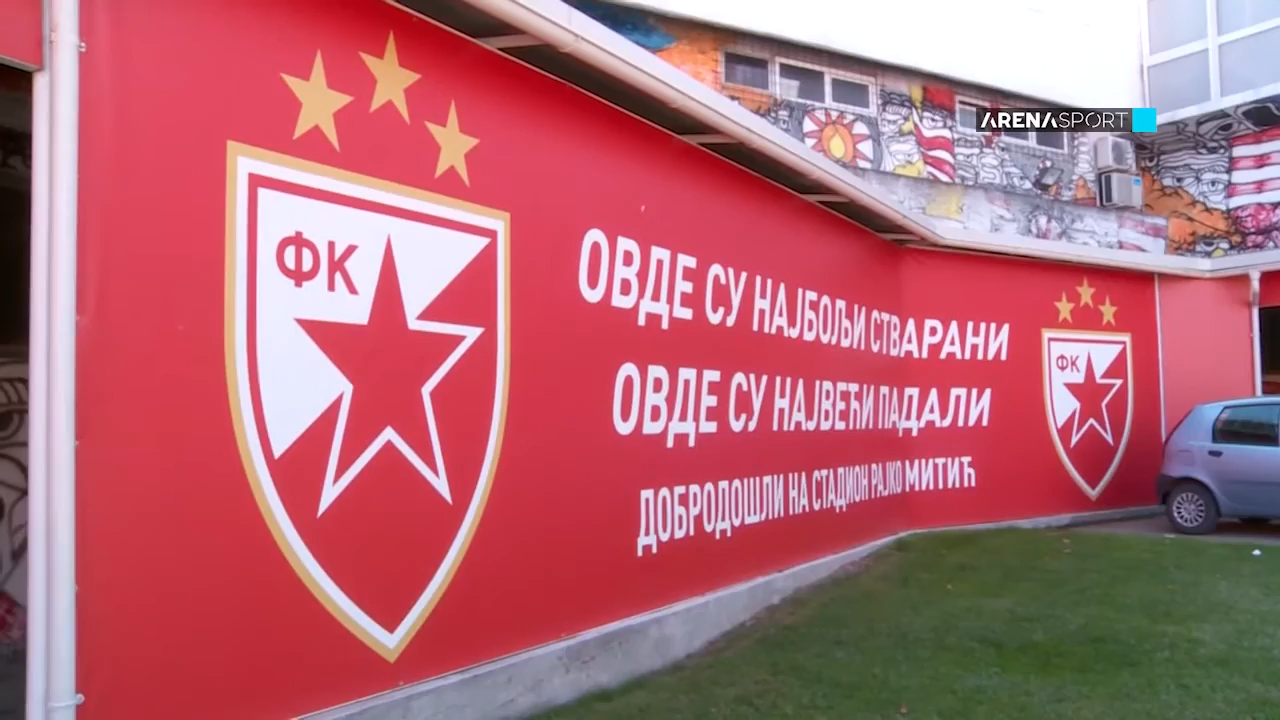 ARENASPORT
ФК
ОВДЕ СУ НАЈБОЉИ СТВАРАНИ
ОВДЕ СУ НАЈВЕЋИ ПАДАЛИ
ДОБРОДОШЛИ НА СТАДИОН РАЈКО МИТИЋ
ФК